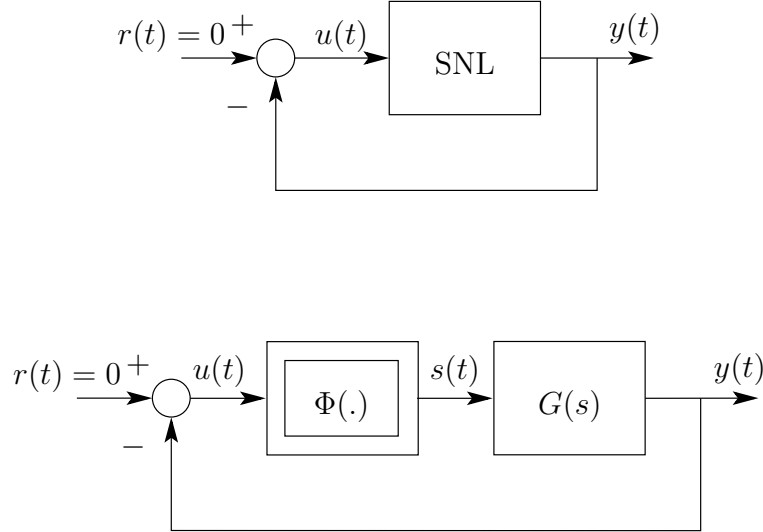 r(t) = 0 + u(t) SNL y(t)
−
r(t) = 0 + u(t) Φ(.) s(t) G(s) y(t)
−